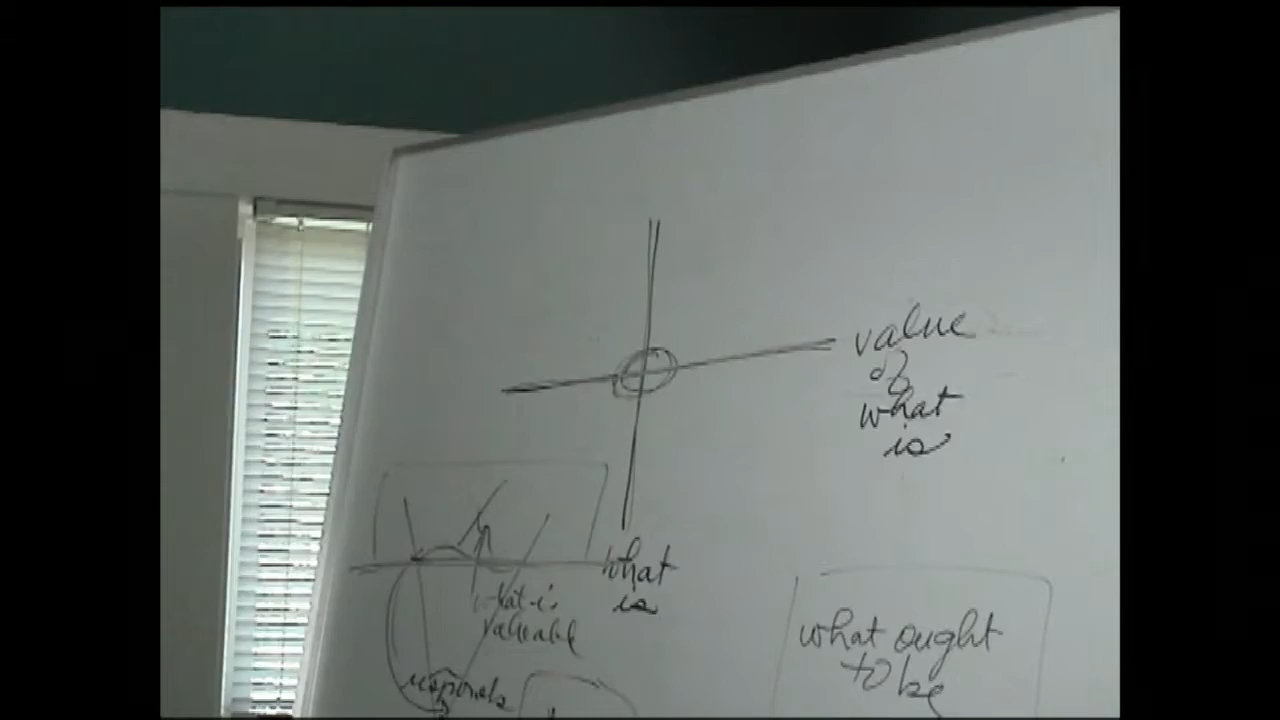 value
of
what
is
what
is
what is
valuable
what ought
to be